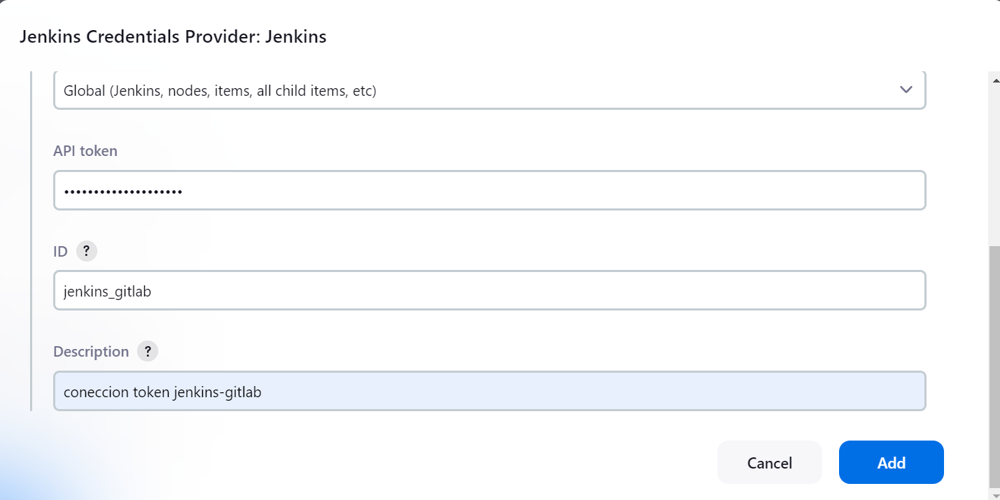 Jenkins Credentials Provider: Jenkins
Global (Jenkins, nodes, items, all child items, etc)
API token
••••••••••••••••••••
ID ?
jenkins_gitlab
Description ?
coneccion token jenkins-gitlab
Cancel Add